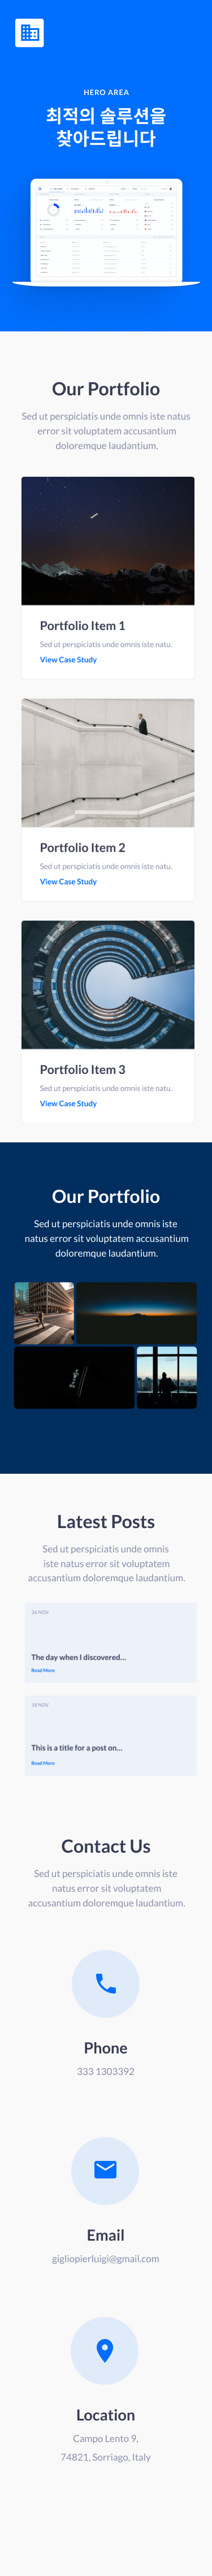 HERO AREA
최적의 솔루션을
찾아드립니다
Our Portfolio
Sed ut perspiciatis unde omnis iste natus
error sit voluptatem accusantium
doloremque laudantium.
Portfolio Item 1
Sed ut perspiciatis unde omnis iste natu.
View Case Study
Portfolio Item 2
Sed ut perspiciatis unde omnis iste natu.
View Case Study
Portfolio Item 3
Sed ut perspiciatis unde omnis iste natu.
View Case Study
Our Portfolio
Sed ut perspiciatis unde omnis iste
natus error sit voluptatem accusantium
doloremque laudantium.
Latest Posts
Sed ut perspiciatis unde omnis
iste natus error sit voluptatem
accusantium doloremque laudantium.
26 NOV
The day when I discovered...
Read More
18 NOV
This is a title for a post on...
Read More
Contact Us
Sed ut perspiciatis unde omnis iste
natus error sit voluptatem
accusantium doloremque laudantium.
Phone
333 1303392
Email
gigliopierluigi@gmail.com
Location
Campo Lento 9,
74821, Sorriago, Italy